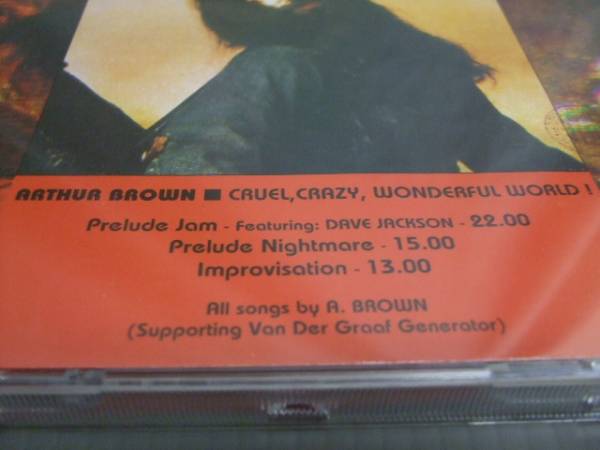 ARTHUR BROWN ■ CRUEL,CRAZY, WONDERFUL WORLD !
Prelude Jam - Featuring: DAVE JACKSON - 22.00
Prelude Nightmare - 15.00
Improvisation - 13.00
All songs by A. BROWN
(Supporting Van Der Graaf Generator)